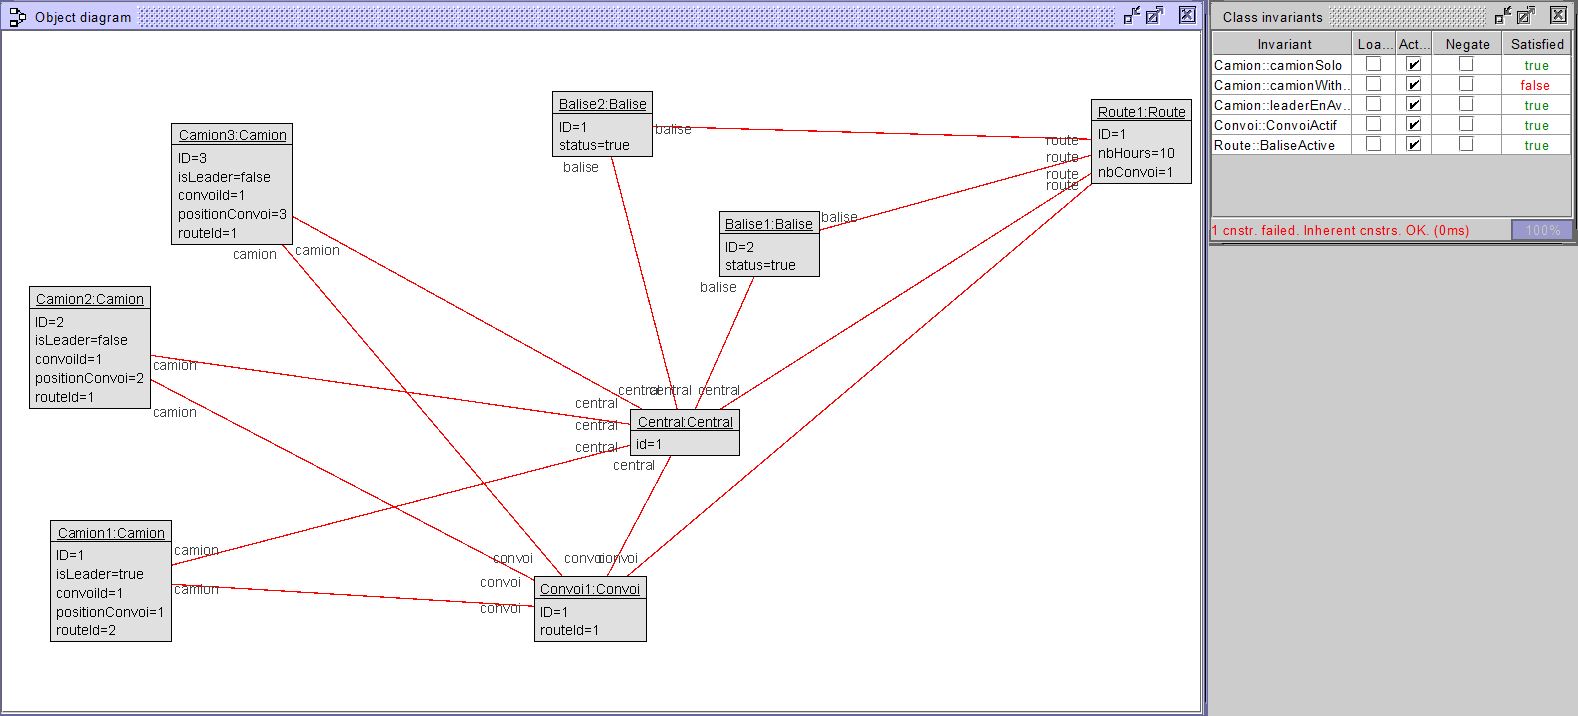 Object diagram
Balise2:Balise
ID=1
status=true
balise
balise
Route1:Route
ID=1
nbHours=10
nbConvoi=1
route
route
route
route
Camion3:Camion
ID=3
isLeader=false
convoiId=1
positionConvoi=3
routeId=1
camion
camion
Balise1:Balise
ID=2
status=true
balise
balise
Camion2:Camion
ID=2
isLeader=false
convoiId=1
positionConvoi=2
routeId=1
camion
camion
central
central
central
central
central
central
central
Central:Central
id=1
Camion1:Camion
ID=1
isLeader=true
convoiId=1
positionConvoi=1
routeId=2
camion
camion
convoi
convoi
convoi
convoi
convoi
Convoi1:Convoi
ID=1
routeId=1
Class invariants
Invariant Loa... Act... Negate Satisfied
Camion::camionSolo true
Camion::camionWith.. false
Camion::leaderEnAv.. true
Convoi::ConvoiActif true
Route::BaliseActive true
1 cnstr. failed. Inherent cnstrs. OK. (0ms) 100%